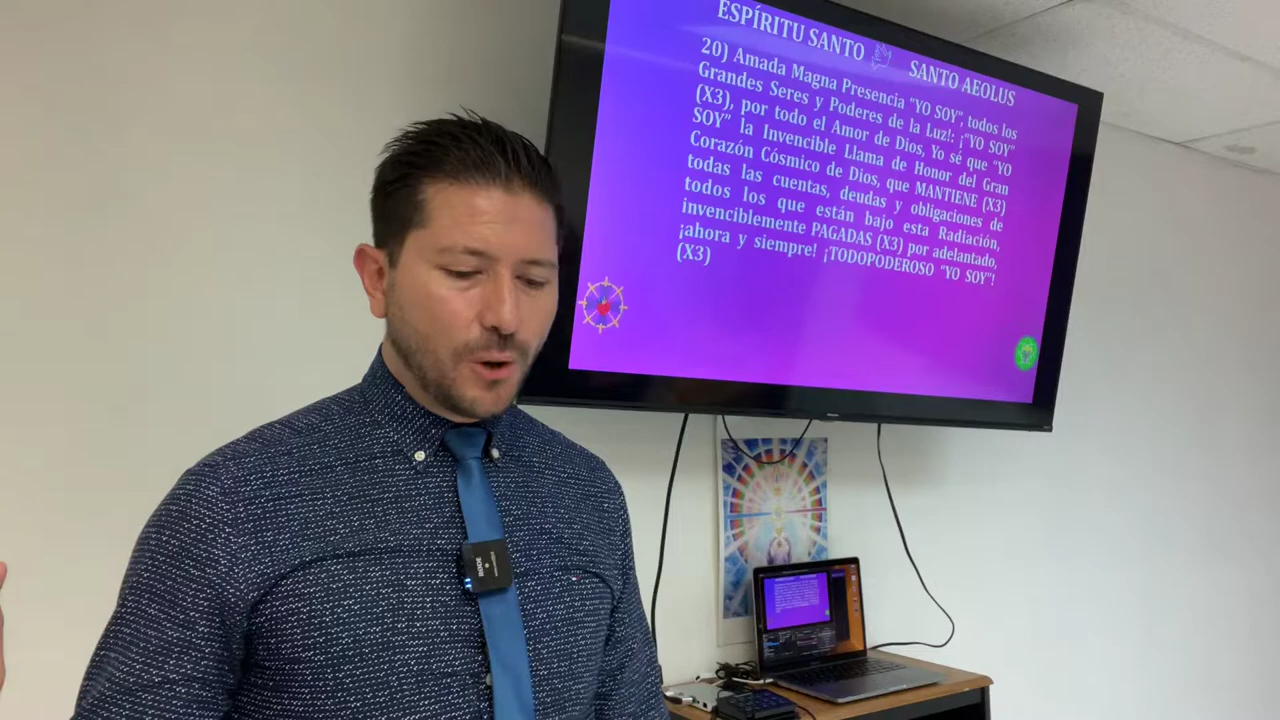 ESPÍRITU SANTO SANTO AEOLUS
20) Amada Magna Presencia "YO SOY", todos los
Grandes Seres y Poderes de la Luz!: ¡"YO SOY"
(X3), por todo el Amor de Dios, Yo sé que "YO
SOY" la Invencible Llama de Honor del Gran
Corazón Cósmico de Dios, que MANTIENE (X3)
todas las cuentas, deudas y obligaciones de
todos los que están bajo esta Radiación,
invenciblemente PAGADAS (X3) por adelantado,
¡ahora y siempre! ¡TODOPODEROSO "YO SOY"!
(X3)
RODE